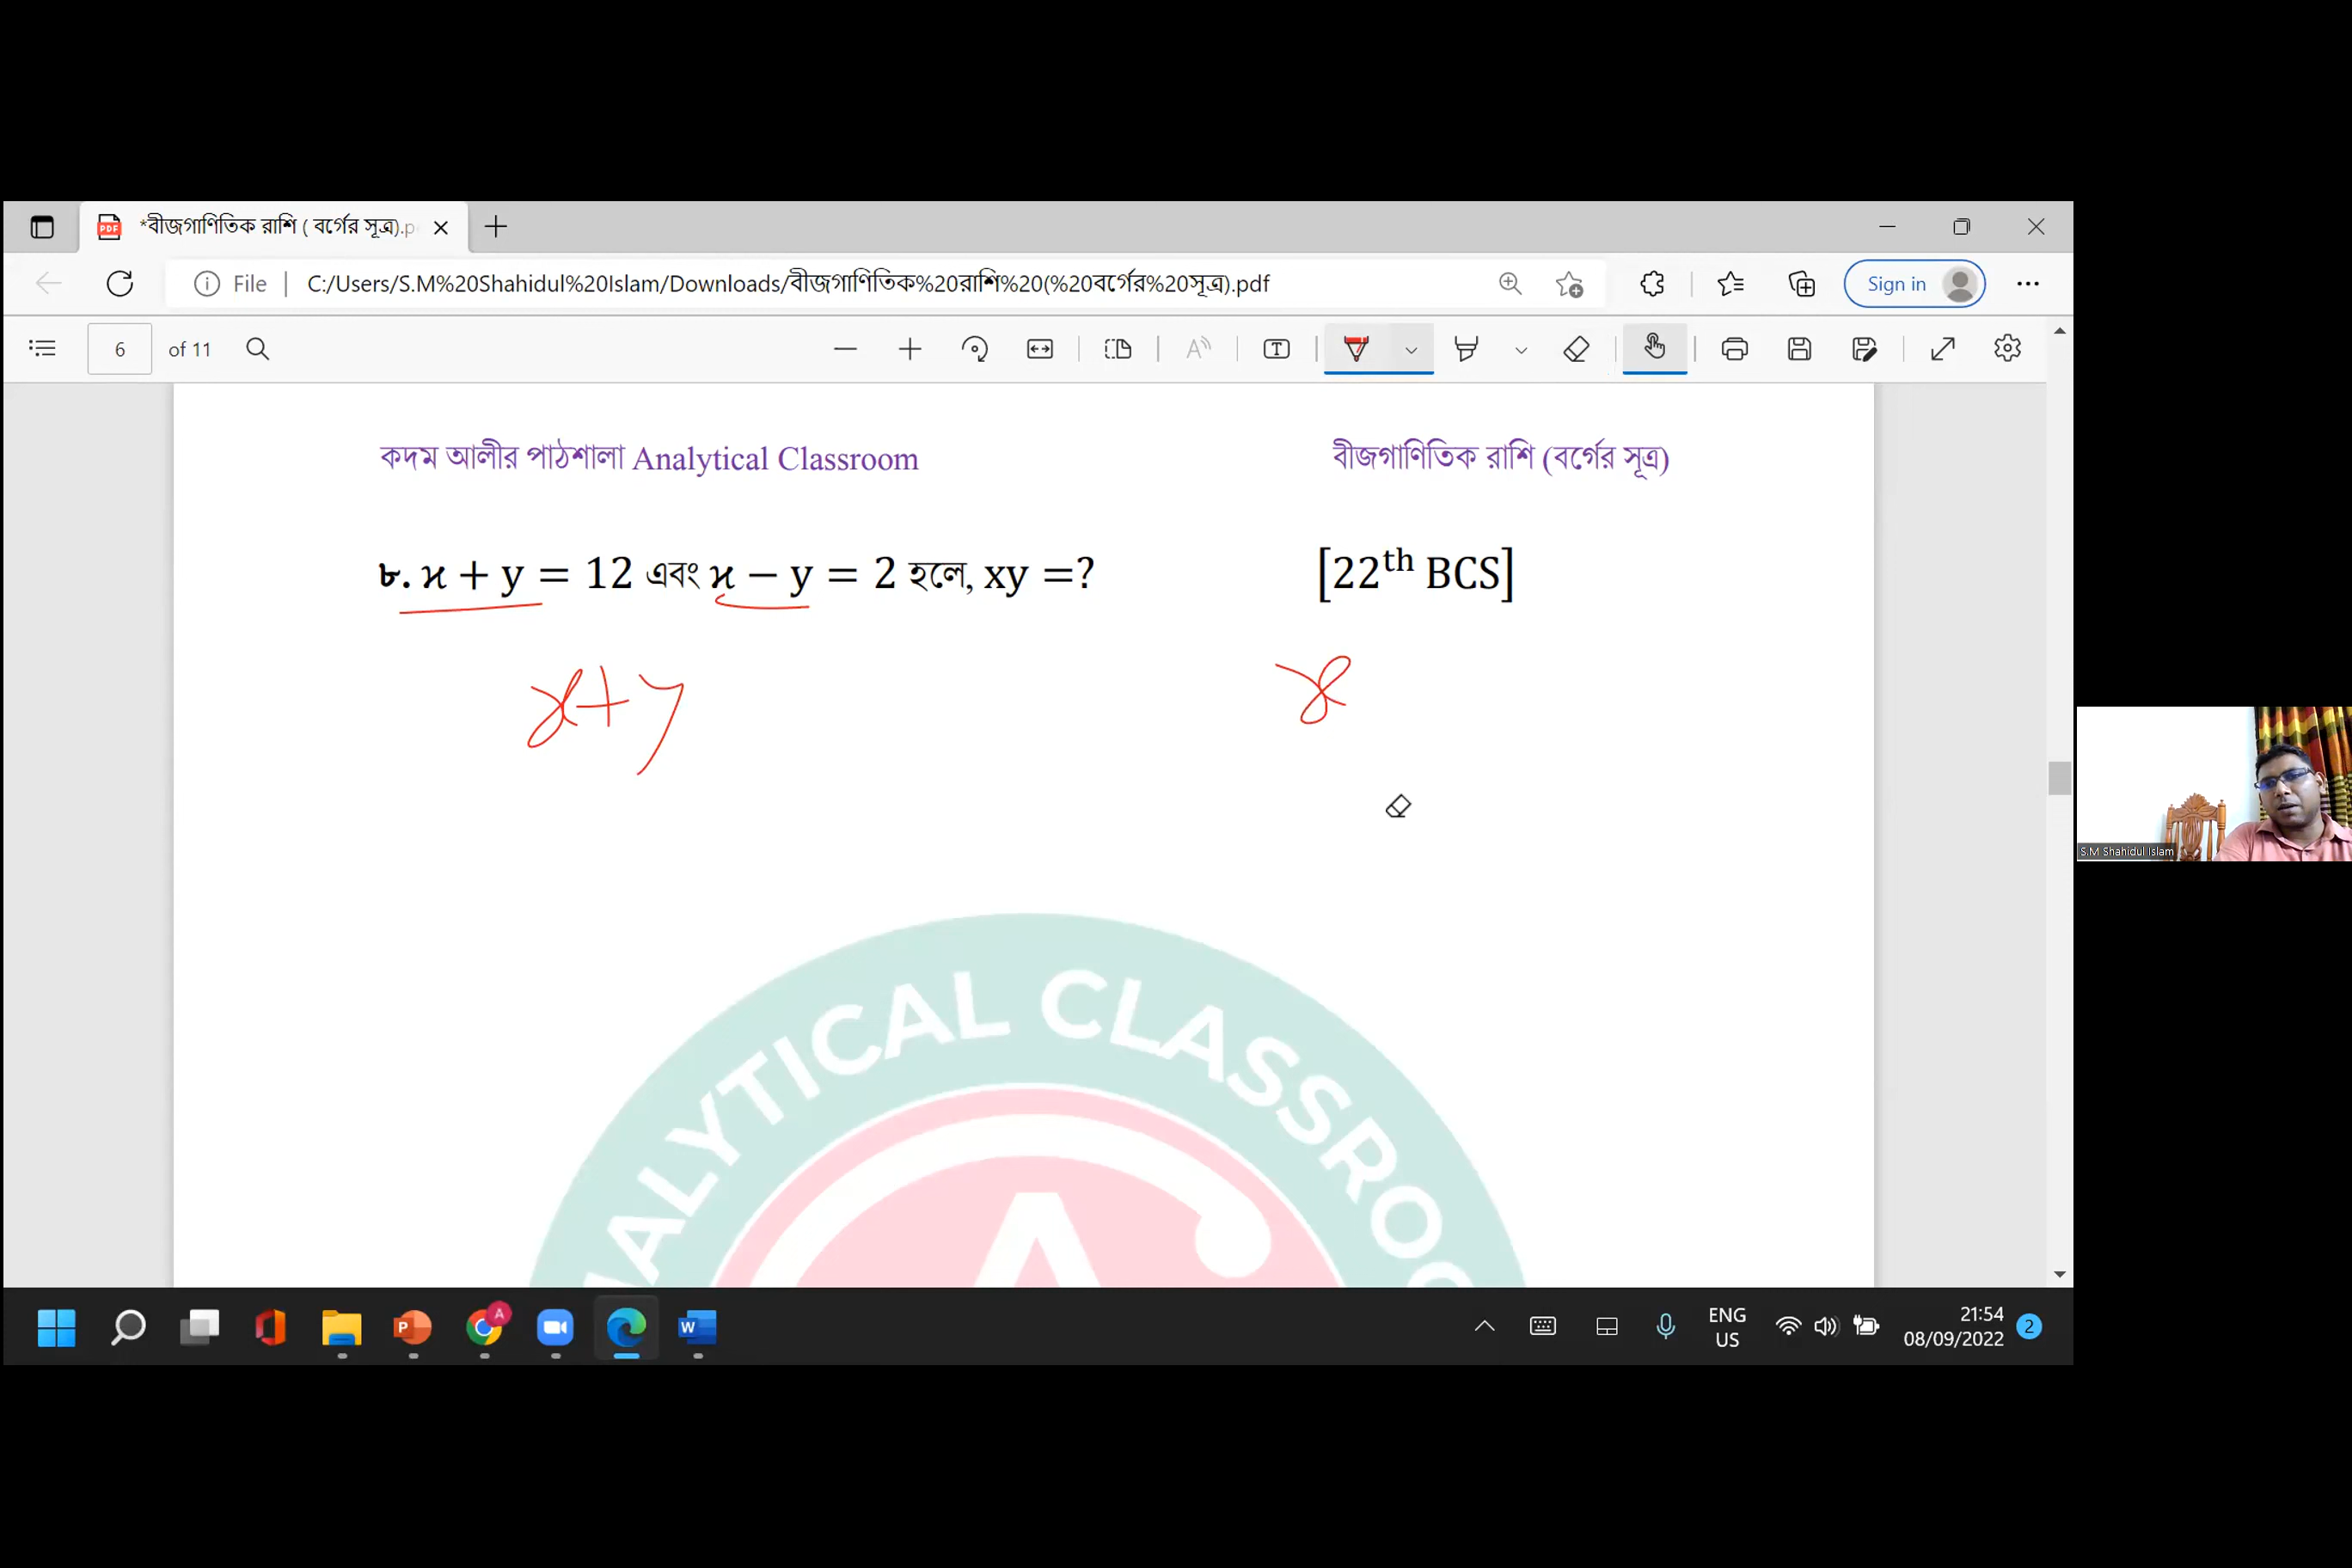 *বীজগাণিতিক রাশি ( বর্গের সূত্র).p
File
C:/Users/S.M%20Shahidul%20Islam/Downloads/বীজগাণিতিক%20রাশি%20(%20বর্গের%20সূত্র).pdf
Sign in
6 of 11
কদম আলীর পাঠশালা Analytical Classroom
বীজগাণিতিক রাশি (বর্গের সূত্র)
৮. x + y = 12 এবং x − y = 2 হলে, xy =?
[22th BCS]
x+y
x
S.M Shahidul Islam
ANALYTICAL CLASSROO
A
ENG
US
21:54
08/09/2022
2